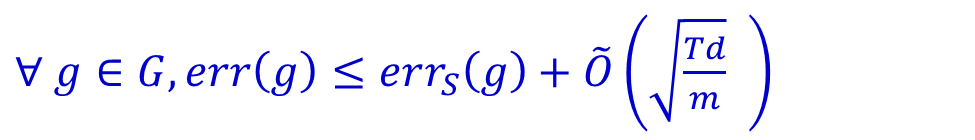 ∀ g ∈ G, err(g) ≤ err_S(g) + Õ(√(Td/m))